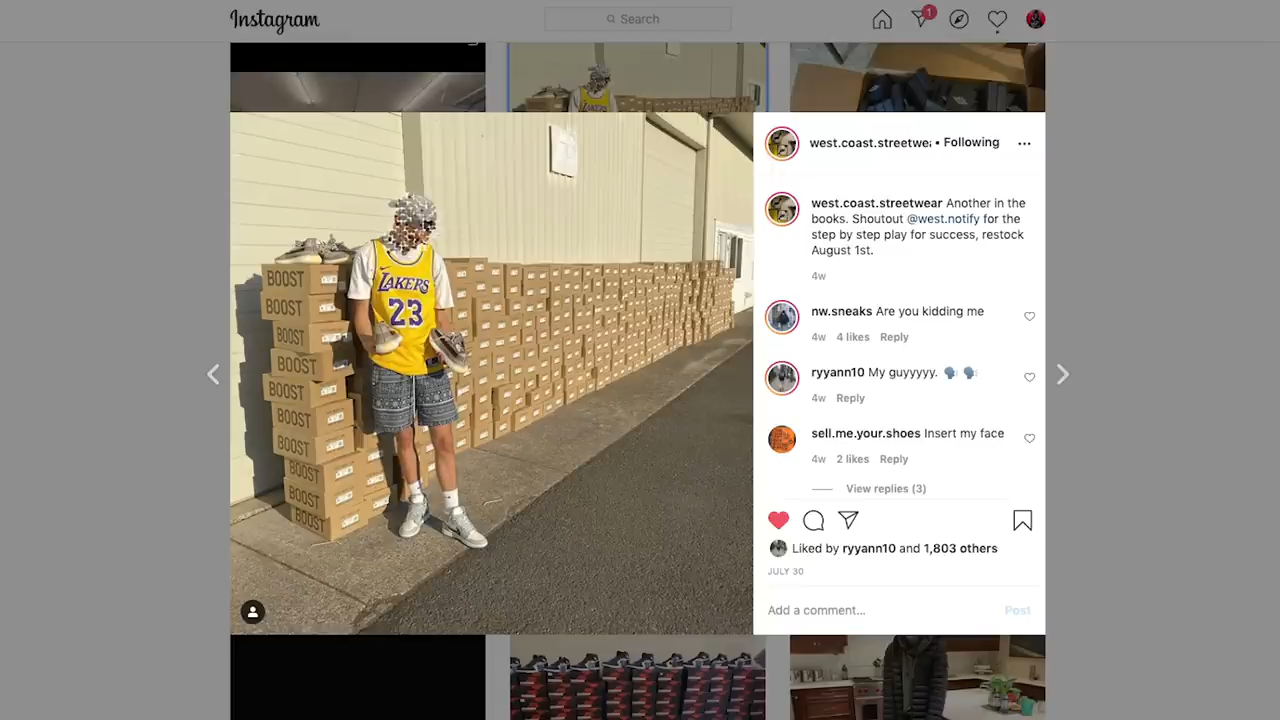 Instagram
Search
1
west.coast.streetwea • Following
west.coast.streetwear Another in the
books. Shoutout @west.notify for the
step by step play for success, restock
August 1st.
4w
nw.sneaks Are you kidding me
4w 4 likes Reply
ryyann10 My guyyyyy. 🗣️ 🗣️
4w Reply
sell.me.your.shoes Insert my face
4w 2 likes Reply
View replies (3)
Liked by ryyann10 and 1,803 others
JULY 30
Add a comment... Post
LAKERS
23
BOOST
BOOST
BOOST
BOOST
BOOST
BOOST
BOOST
BOOST
BOOST
BOOST